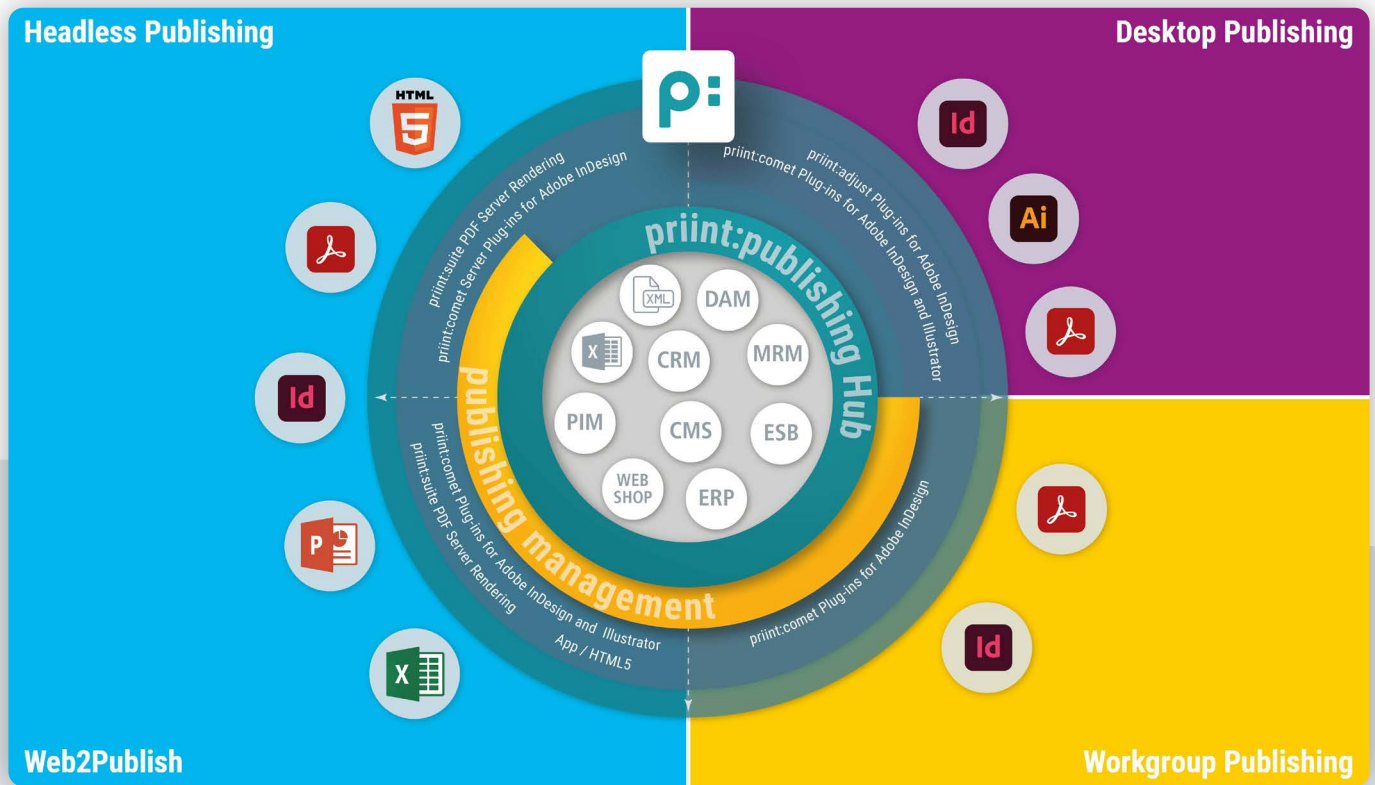 Headless Publishing
Desktop Publishing
p:
HTML
5
Id
Ai
Id
P
X
Id
priint:suite PDF Server Rendering
priint:comet Server Plug-ins for Adobe InDesign
priint:adjust Plug-ins for Adobe InDesign
priint:comet Plug-ins for Adobe InDesign and Illustrator
priint:publishing Hub
XML
DAM
X
CRM
MRM
PIM
CMS
ESB
WEB
SHOP
ERP
publishing management
priint:comet Plug-ins for Adobe InDesign and Illustrator
priint:suite PDF Server Rendering
App / HTML5
priint:comet Plug-ins for Adobe InDesign
Web2Publish
Workgroup Publishing